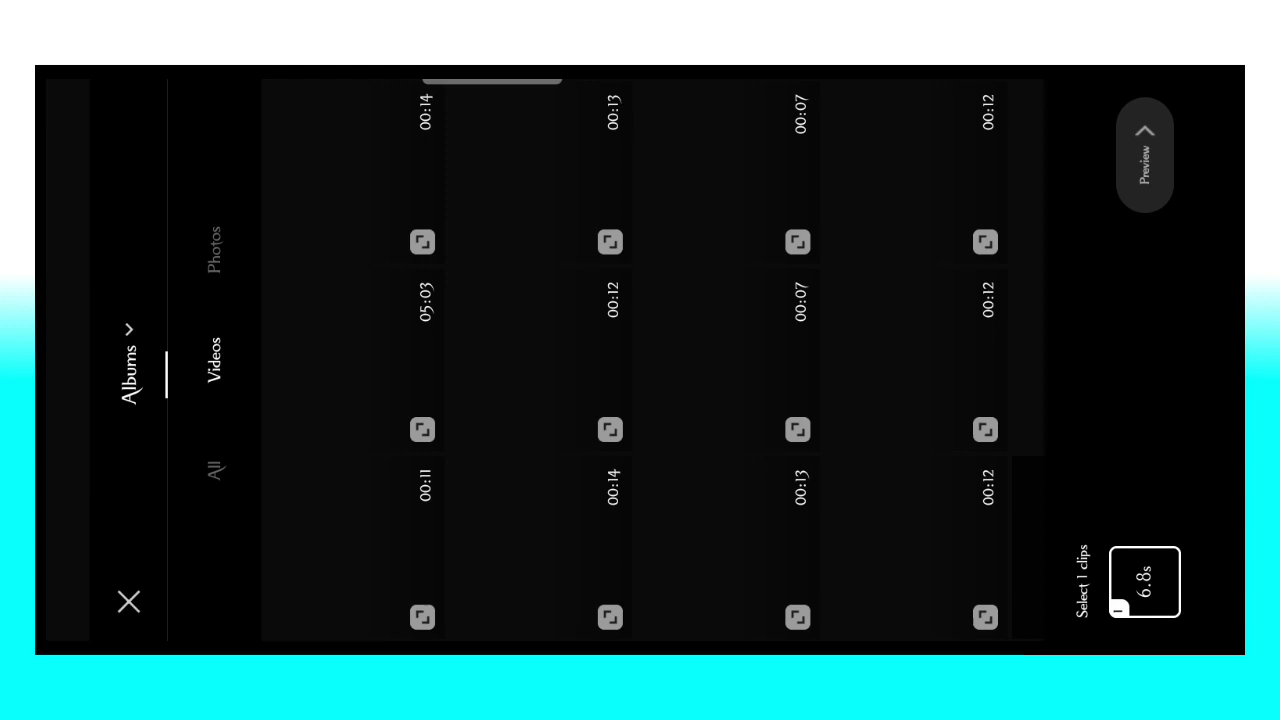 Albums
All Videos Photos
00:11 05:03 00:14
00:14 00:12 00:13
00:13 00:07 00:07
00:12 00:12 00:12
Select 1 clips
1
6.8s Preview